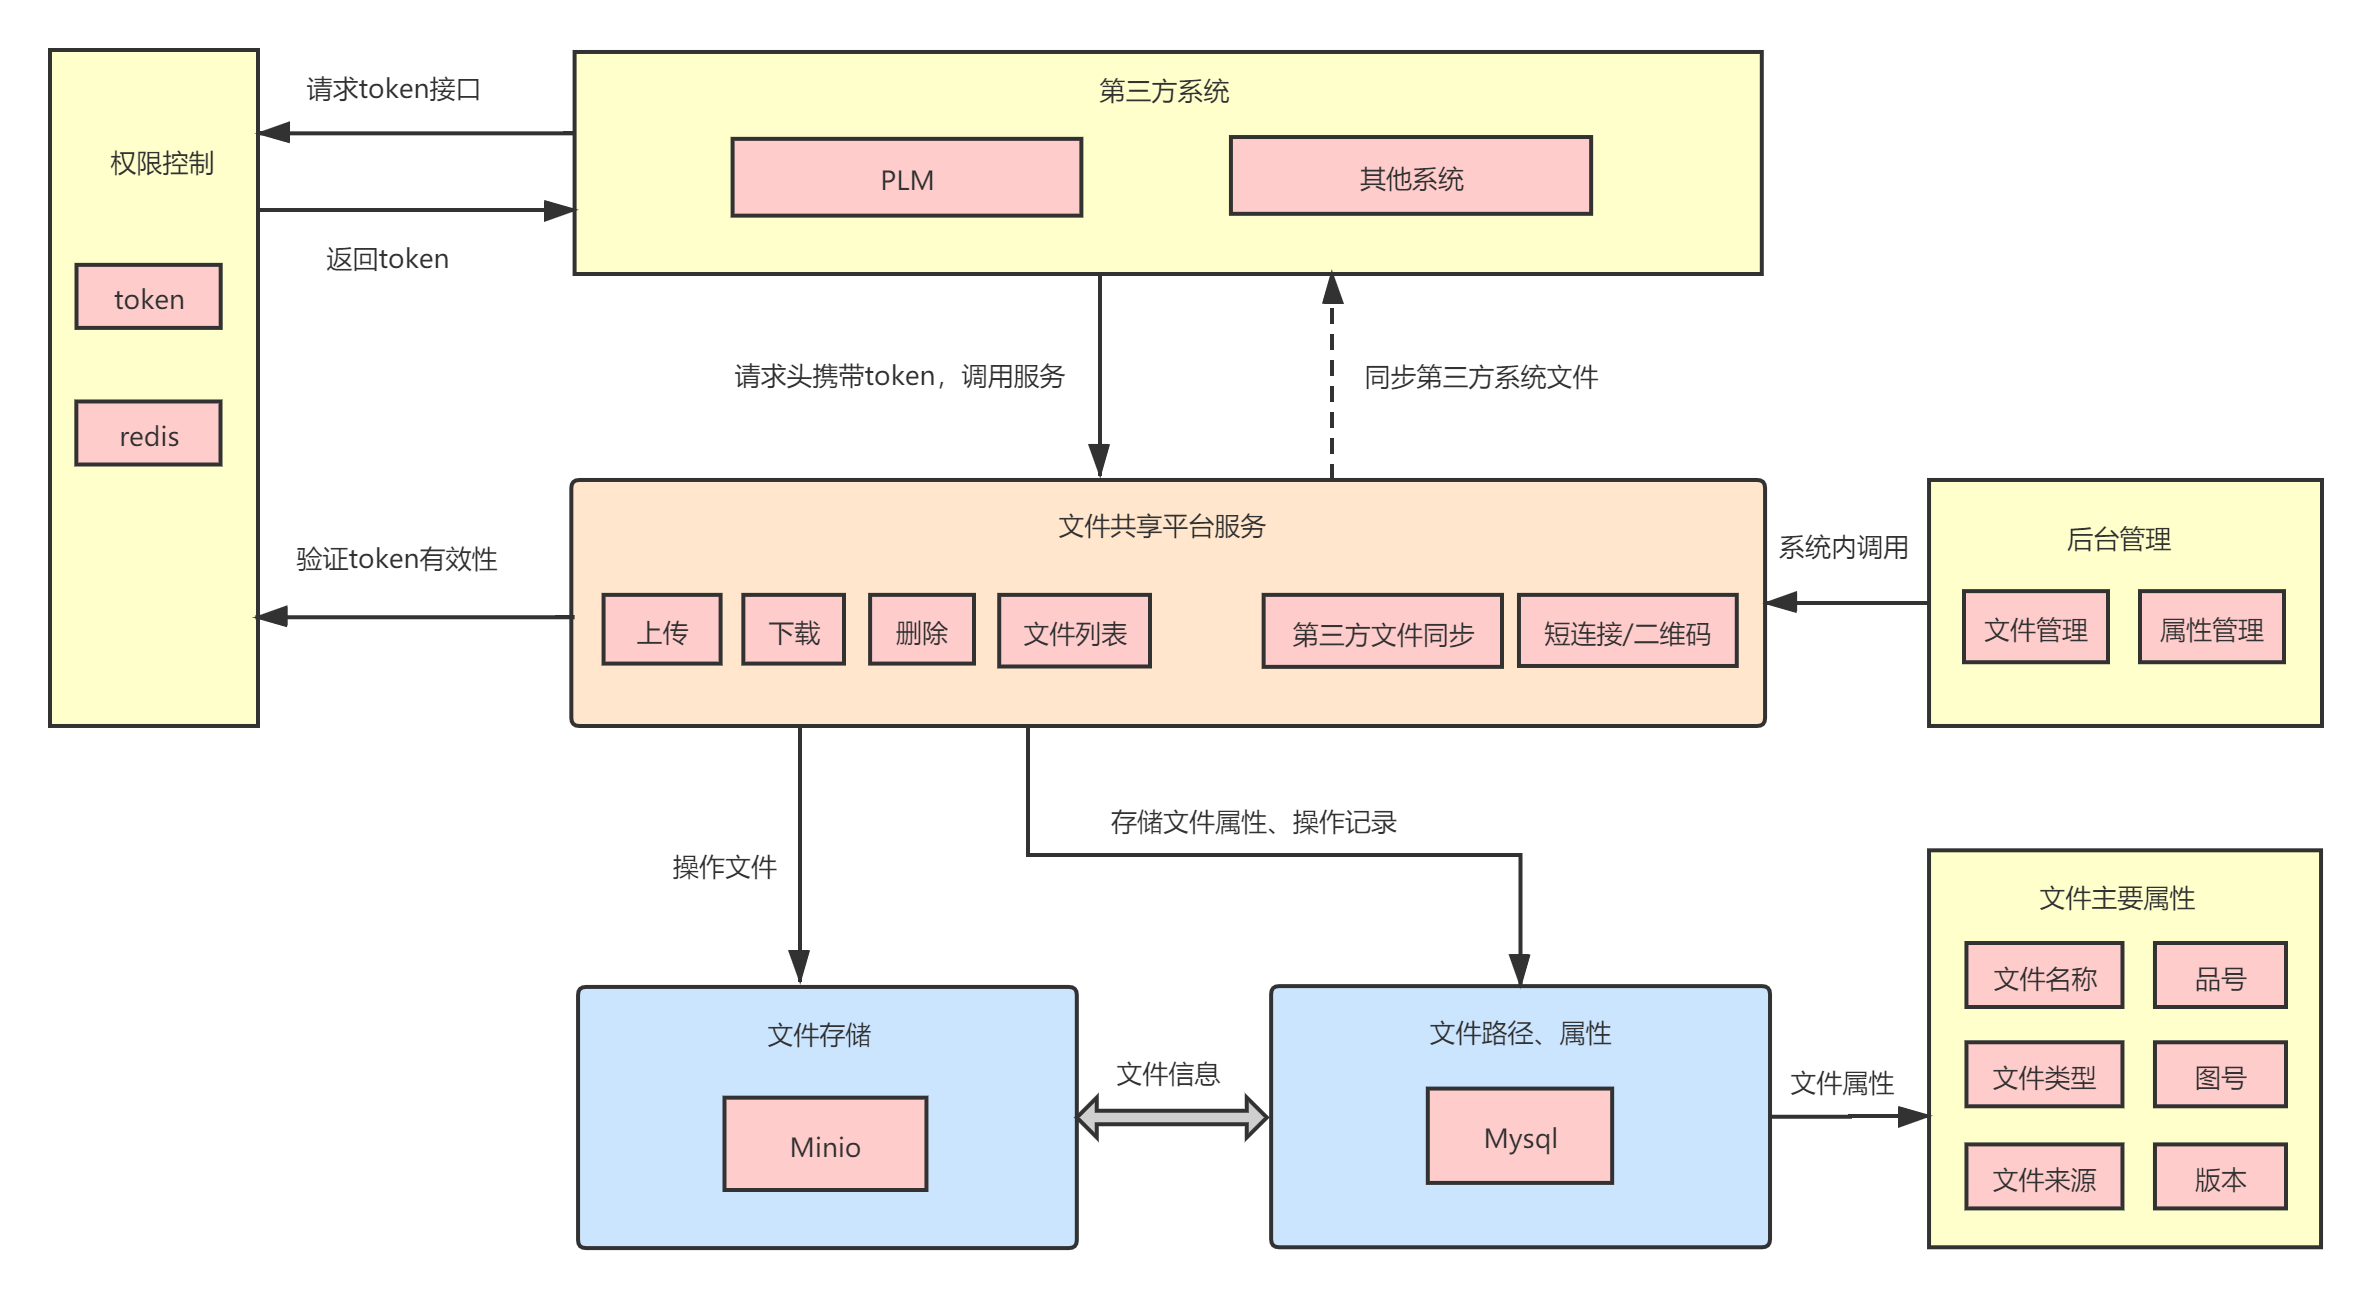 请求token接口
第三方系统
权限控制
PLM
其他系统
返回token
token
redis
请求头携带token，调用服务
同步第三方系统文件
文件共享平台服务
验证token有效性
上传
下载
删除
文件列表
第三方文件同步
短连接/二维码
系统内调用
后台管理
文件管理
属性管理
存储文件属性、操作记录
操作文件
文件存储
Minio
文件信息
文件路径、属性
Mysql
文件属性
文件主要属性
文件名称
品号
文件类型
图号
文件来源
版本